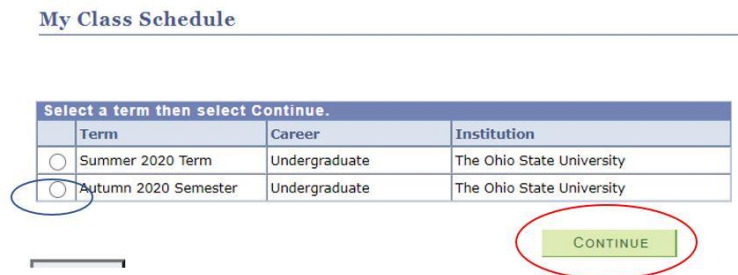 My Class Schedule
Select a term then select Continue.
Term Career Institution
Summer 2020 Term Undergraduate The Ohio State University
Autumn 2020 Semester Undergraduate The Ohio State University
CONTINUE